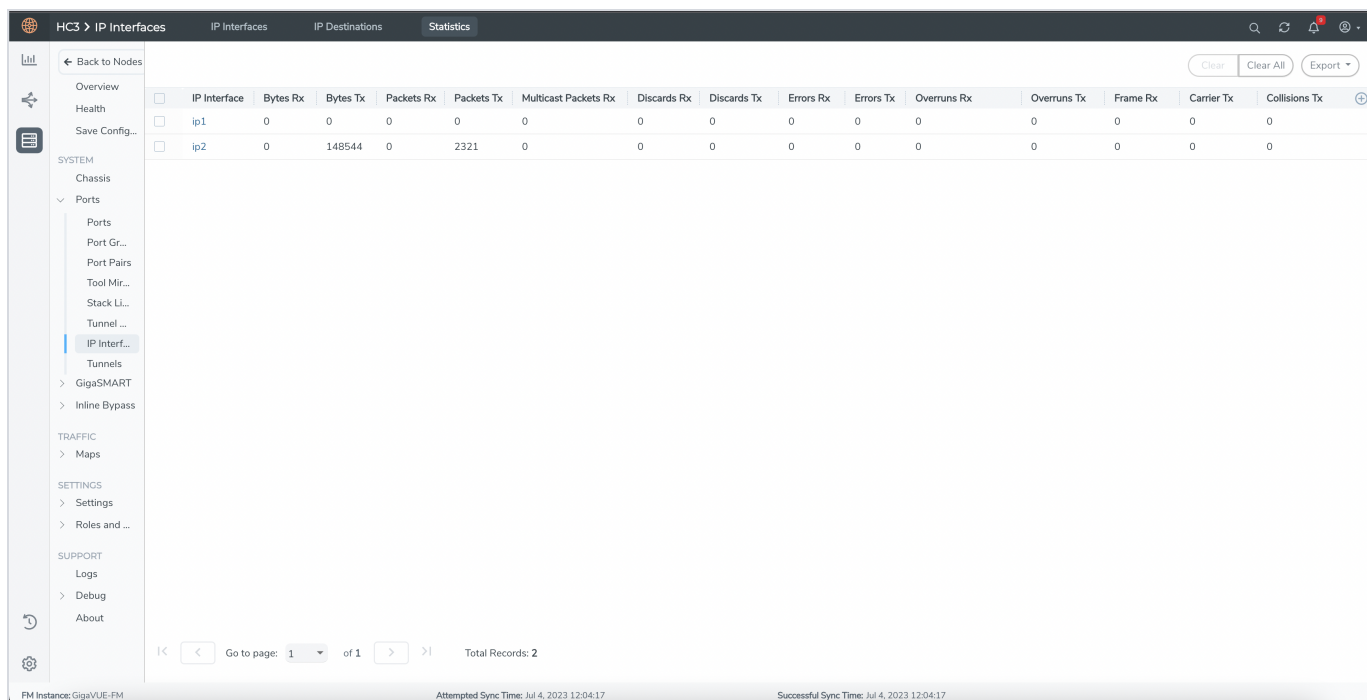 HC3 > IP Interfaces IP Interfaces IP Destinations Statistics 9
← Back to Nodes Clear Clear All Export
Overview
Health
Save Config...
SYSTEM
Chassis
Ports
Ports
Port Gr...
Port Pairs
Tool Mir...
Stack Li...
Tunnel ...
IP Interf...
Tunnels
GigaSMART
Inline Bypass
TRAFFIC
Maps
SETTINGS
Settings
Roles and ...
SUPPORT
Logs
Debug
About
IP Interface Bytes Rx Bytes Tx Packets Rx Packets Tx Multicast Packets Rx Discards Rx Discards Tx Errors Rx Errors Tx Overruns Rx Overruns Tx Frame Rx Carrier Tx Collisions Tx
ip1 0 0 0 0 0 0 0 0 0 0 0 0 0 0
ip2 0 148544 0 2321 0 0 0 0 0 0 0 0 0 0
Go to page: 1 of 1 Total Records: 2
FM Instance: GigaVUE-FM Attempted Sync Time: Jul 4, 2023 12:04:17 Successful Sync Time: Jul 4, 2023 12:04:17